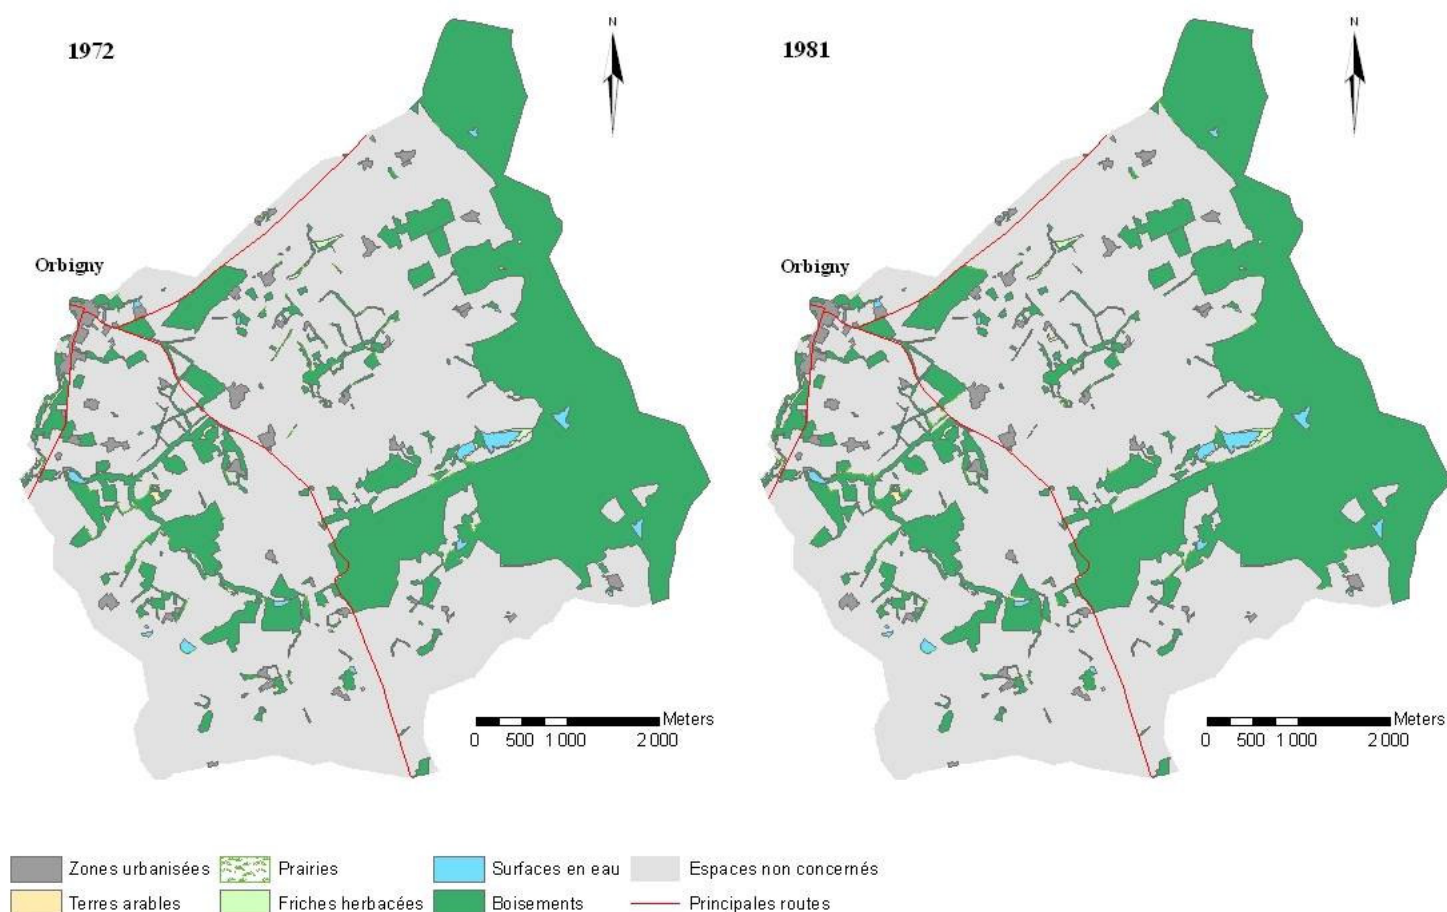 1972
N
1981
N
Orbigny
Orbigny
Meters
0 500 1 000 2 000
Meters
0 500 1 000 2 000
Zones urbanisées
Prairies
Surfaces en eau
Espaces non concernés
Terres arables
Friches herbacées
Boisements
Principales routes